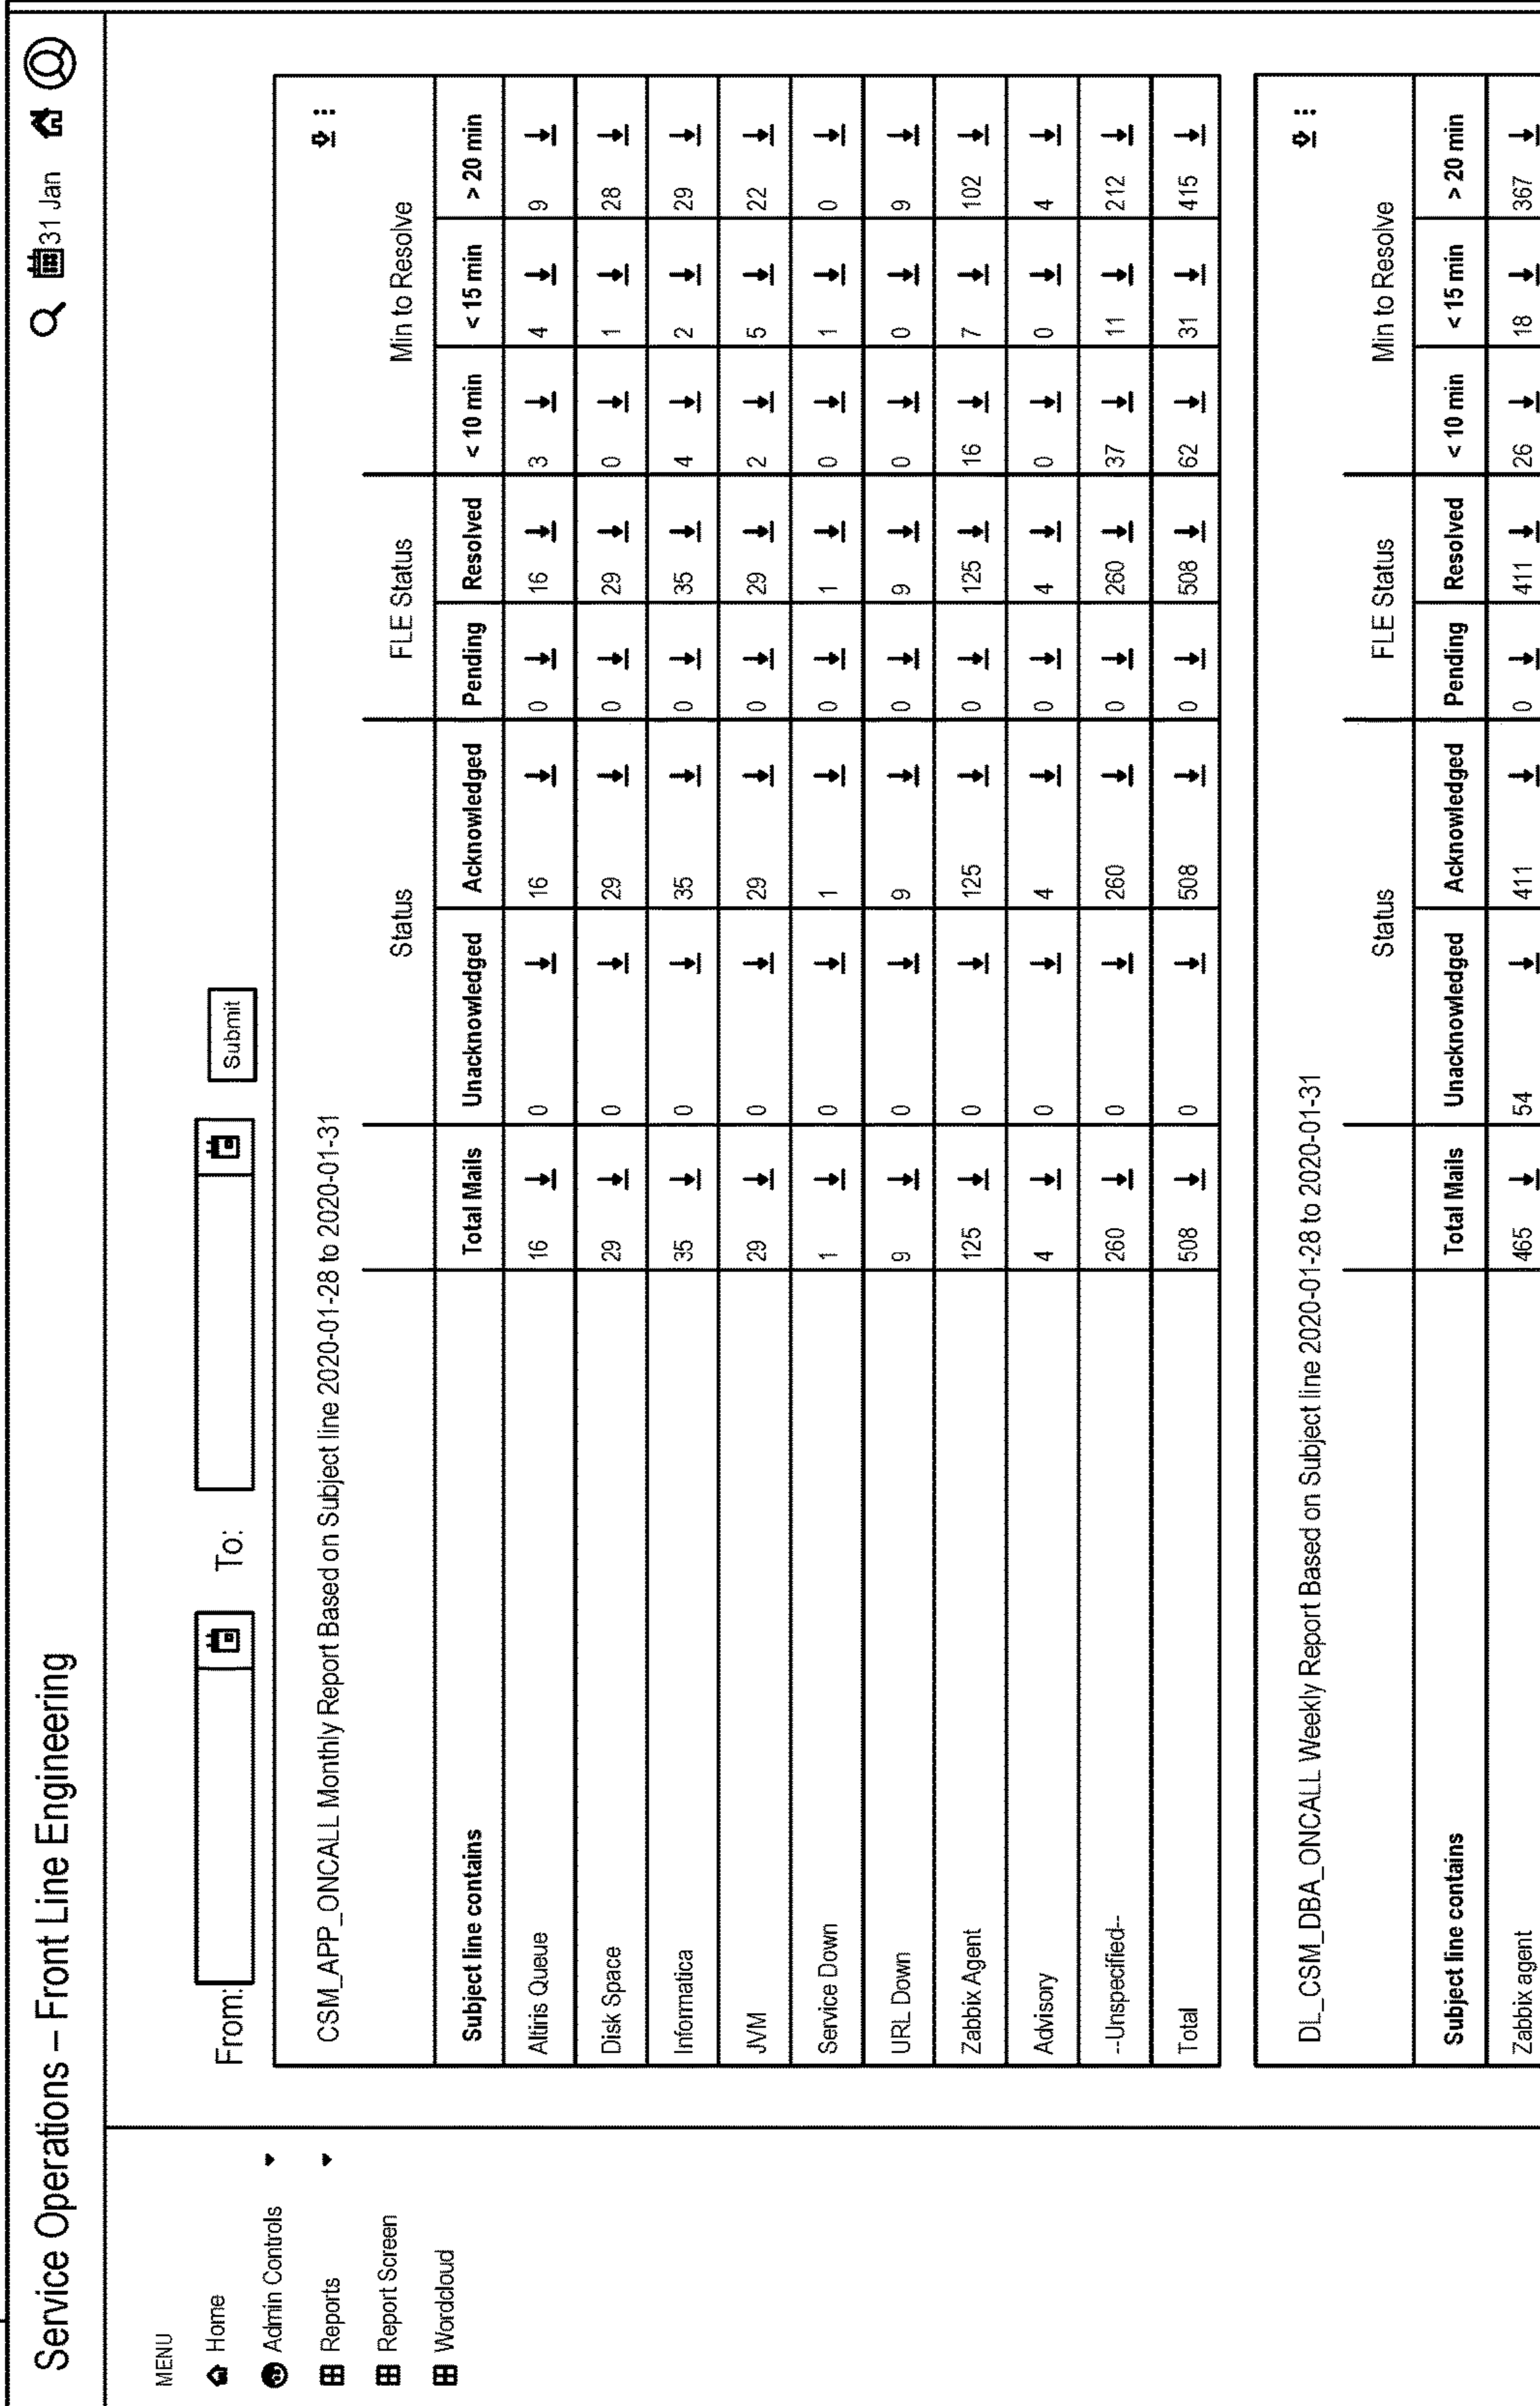 Service Operations – Front Line Engineering
31 Jan
MENU
Home
Admin Controls
Reports
Report Screen
Wordcloud
From: To: Submit
CSM_APP_ONCALL Monthly Report Based on Subject line 2020-01-28 to 2020-01-31
Status FLE Status Min to Resolve
Subject line contains Total Mails Unacknowledged Acknowledged Pending Resolved < 10 min < 15 min > 20 min
Altiris Queue 16 0 16 0 16 3 4 9
Disk Space 29 0 29 0 29 0 1 28
Informatica 35 0 35 0 35 4 2 29
JVM 29 0 29 0 29 2 5 22
Service Down 1 0 1 0 1 0 1 0
URL Down 9 0 9 0 9 0 0 9
Zabbix Agent 125 0 125 0 125 16 7 102
Advisory 4 0 4 0 4 0 0 4
--Unspecified-- 260 0 260 0 260 37 11 212
Total 508 0 508 0 508 62 31 415
DL_CSM_DBA_ONCALL Weekly Report Based on Subject line 2020-01-28 to 2020-01-31
Status FLE Status Min to Resolve
Subject line contains Total Mails Unacknowledged Acknowledged Pending Resolved < 10 min < 15 min > 20 min
Zabbix agent 465 54 411 0 411 26 18 367